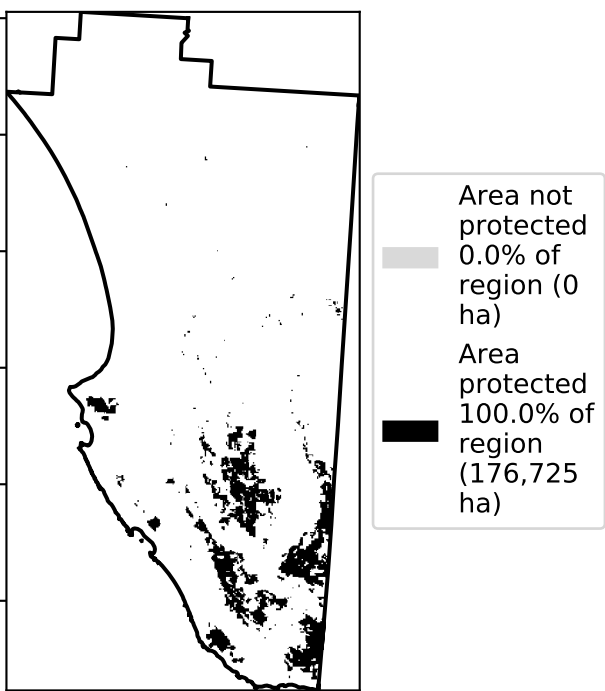 Area not
protected
0.0% of
region (0
ha)
Area
protected
100.0% of
region
(176,725
ha)